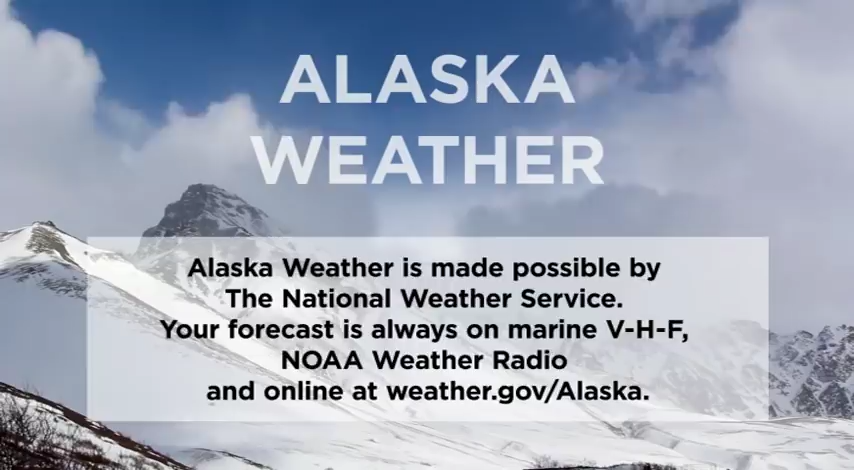 ALASKA
WEATHER
Alaska Weather is made possible by
The National Weather Service.
Your forecast is always on marine V-H-F,
NOAA Weather Radio
and online at weather.gov/Alaska.